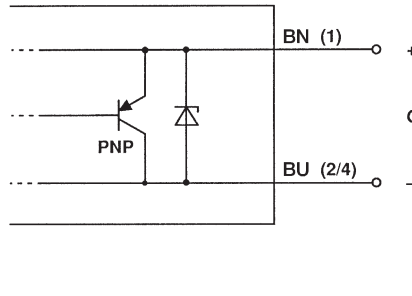 BN (1)
+
PNP
BU (2/4)
–